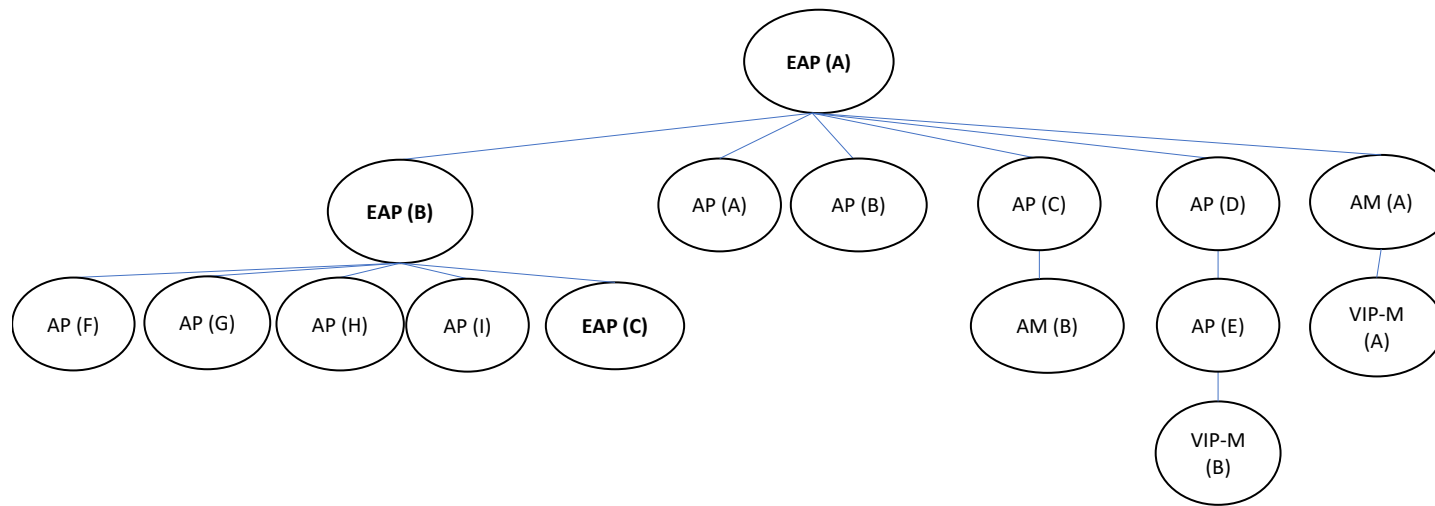 EAP (A)
EAP (B)
AP (A)
AP (B)
AP (C)
AP (D)
AM (A)
AP (F)
AP (G)
AP (H)
AP (I)
EAP (C)
AM (B)
AP (E)
VIP-M
(A)
VIP-M
(B)